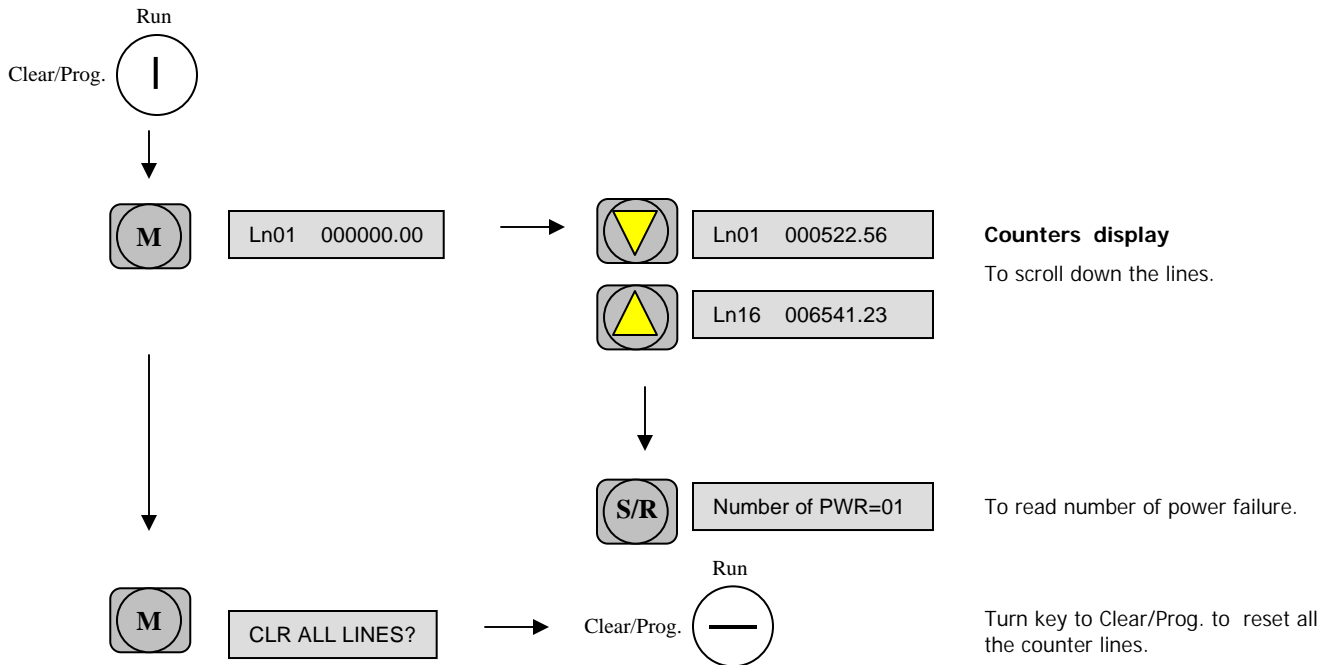 Run
Clear/Prog.
M
Ln01 000000.00
Ln01 000522.56
Counters display
To scroll down the lines.
Ln16 006541.23
S/R
Number of PWR=01
To read number of power failure.
Run
M
CLR ALL LINES?
Clear/Prog.
Turn key to Clear/Prog. to reset all
the counter lines.